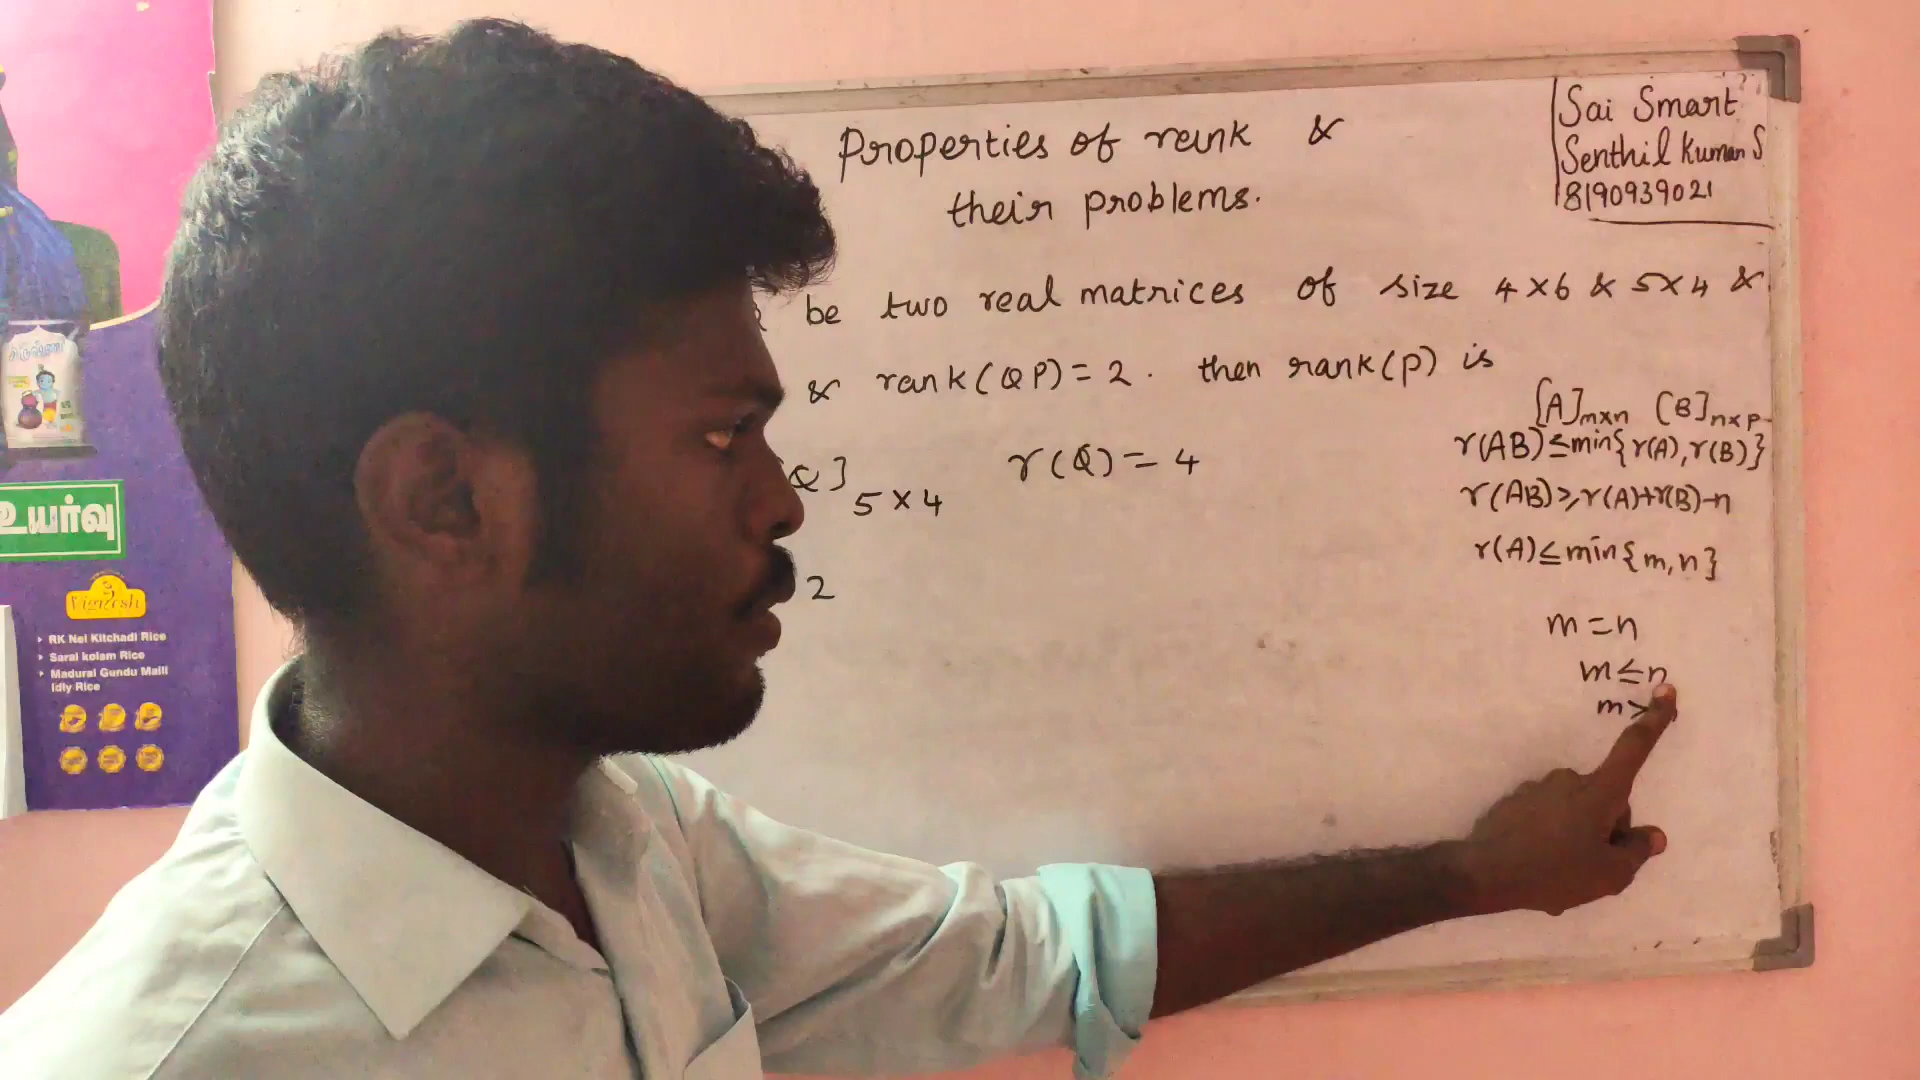 Properties of rank &
their problems.
Sai Smart
Senthil Kumar S
8190939021
be two real matrices of size 4×6 & 5×4 &
& rank(QP)=2. then rank(P) is
Q]5×4 r(Q)=4
2
[A]m×n [B]n×p
r(AB)≤min{r(A),r(B)}
r(AB)≥r(A)+r(B)-n
r(A)≤min{m,n}
m=n
m≤n
m>
உயர்வு
Vignesh
RK Nel Kitchadi Rice
Saral kolam Rice
Madurai Gundu Malli
Idly Rice